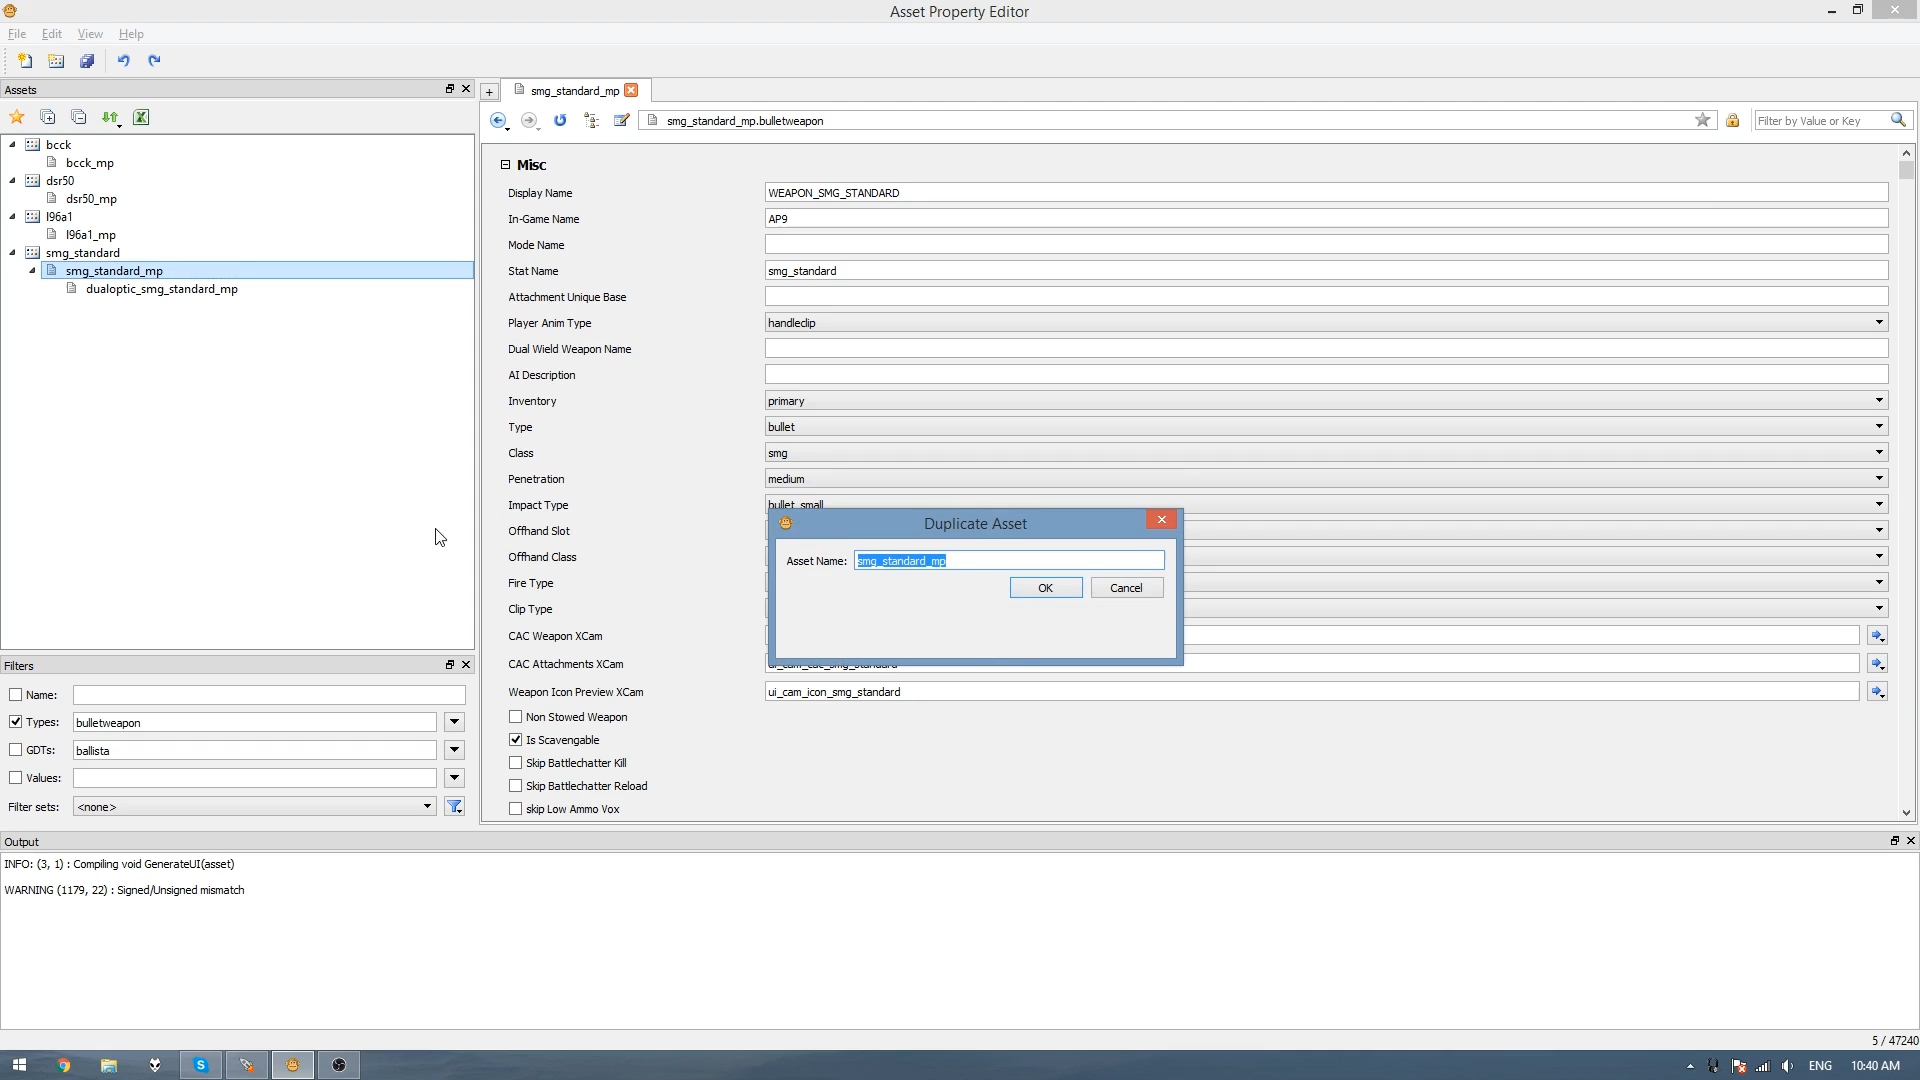 Asset Property Editor
File Edit View Help
Assets
bcck
bcck_mp
dsr50
dsr50_mp
l96a1
l96a1_mp
smg_standard
smg_standard_mp
dualoptic_smg_standard_mp
Filters
Name:
Types: bulletweapon
GDTs: ballista
Values:
Filter sets: <none>
+ smg_standard_mp
smg_standard_mp.bulletweapon
Filter by Value or Key
Misc
Display Name WEAPON_SMG_STANDARD
In-Game Name AP9
Mode Name
Stat Name smg_standard
Attachment Unique Base
Player Anim Type handleclip
Dual Wield Weapon Name
AI Description
Inventory primary
Type bullet
Class smg
Penetration medium
Impact Type bullet_small
Offhand Slot
Offhand Class
Fire Type
Clip Type
CAC Weapon XCam
CAC Attachments XCam ui_cam_cac_smg_standard
Weapon Icon Preview XCam ui_cam_icon_smg_standard
Non Stowed Weapon
Is Scavengable
Skip Battlechatter Kill
Skip Battlechatter Reload
skip Low Ammo Vox
Duplicate Asset
Asset Name: smg_standard_mp
OK Cancel
Output
INFO: (3, 1) : Compiling void GenerateUI(asset)
WARNING (1179, 22) : Signed/Unsigned mismatch
5 / 47240
ENG 10:40 AM